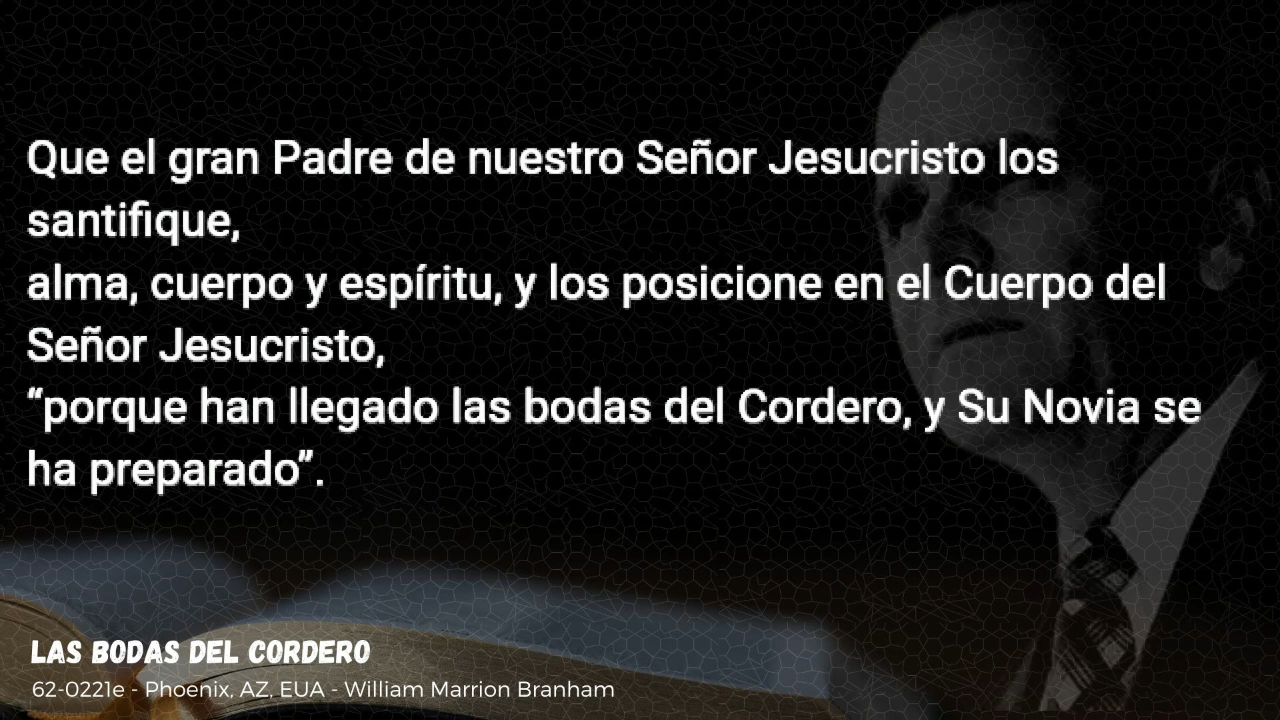 Que el gran Padre de nuestro Señor Jesucristo los
santifique,
alma, cuerpo y espíritu, y los posicione en el Cuerpo del
Señor Jesucristo,
“porque han llegado las bodas del Cordero, y Su Novia se
ha preparado”.
LAS BODAS DEL CORDERO
62-0221e - Phoenix, AZ, EUA - William Marrion Branham